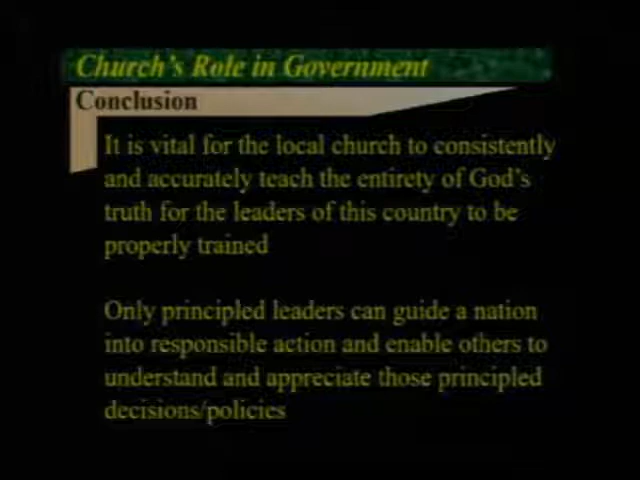 Church's Role in Government
Conclusion
It is vital for the local church to consistently
and accurately teach the entirety of God's
truth for the leaders of this country to be
properly trained
Only principled leaders can guide a nation
into responsible action and enable others to
understand and appreciate those principled
decisions/policies